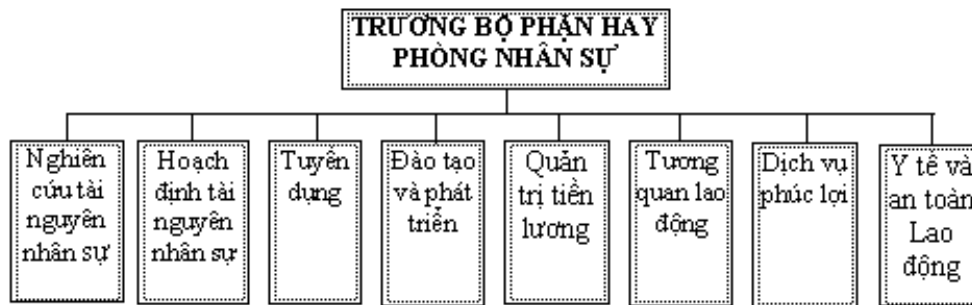 TRƯỞNG BỘ PHẬN HAY
PHÒNG NHÂN SỰ
Nghiên
cứu tài
nguyên
nhân sự
Hoạch
định tài
nguyên
nhân sự
Tuyên
dụng
Đào tạo
và phát
triển
Quản
trị tiền
lương
Tương
quan lao
động
Dịch vụ
phúc lợi
Y tế và
an toàn
Lao
động